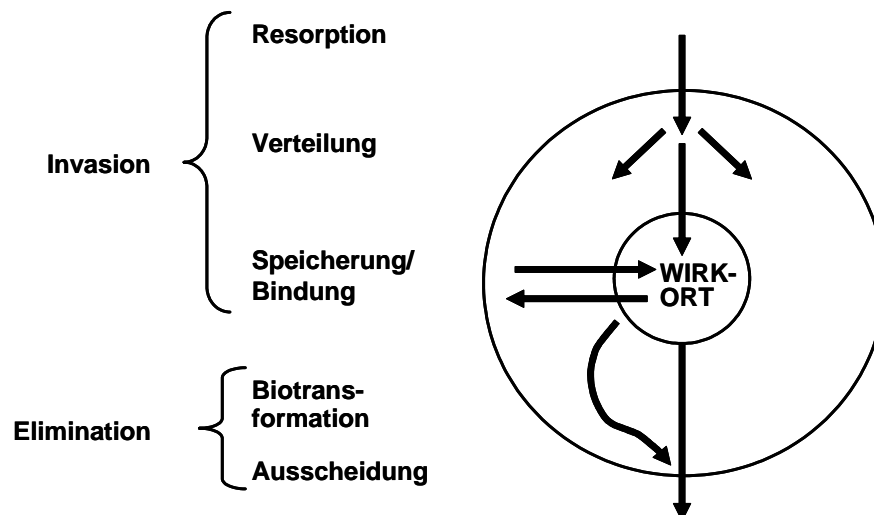 Resorption
Verteilung
Invasion
Speicherung/
Bindung
WIRK-
ORT
Biotrans-
formation
Elimination
Ausscheidung